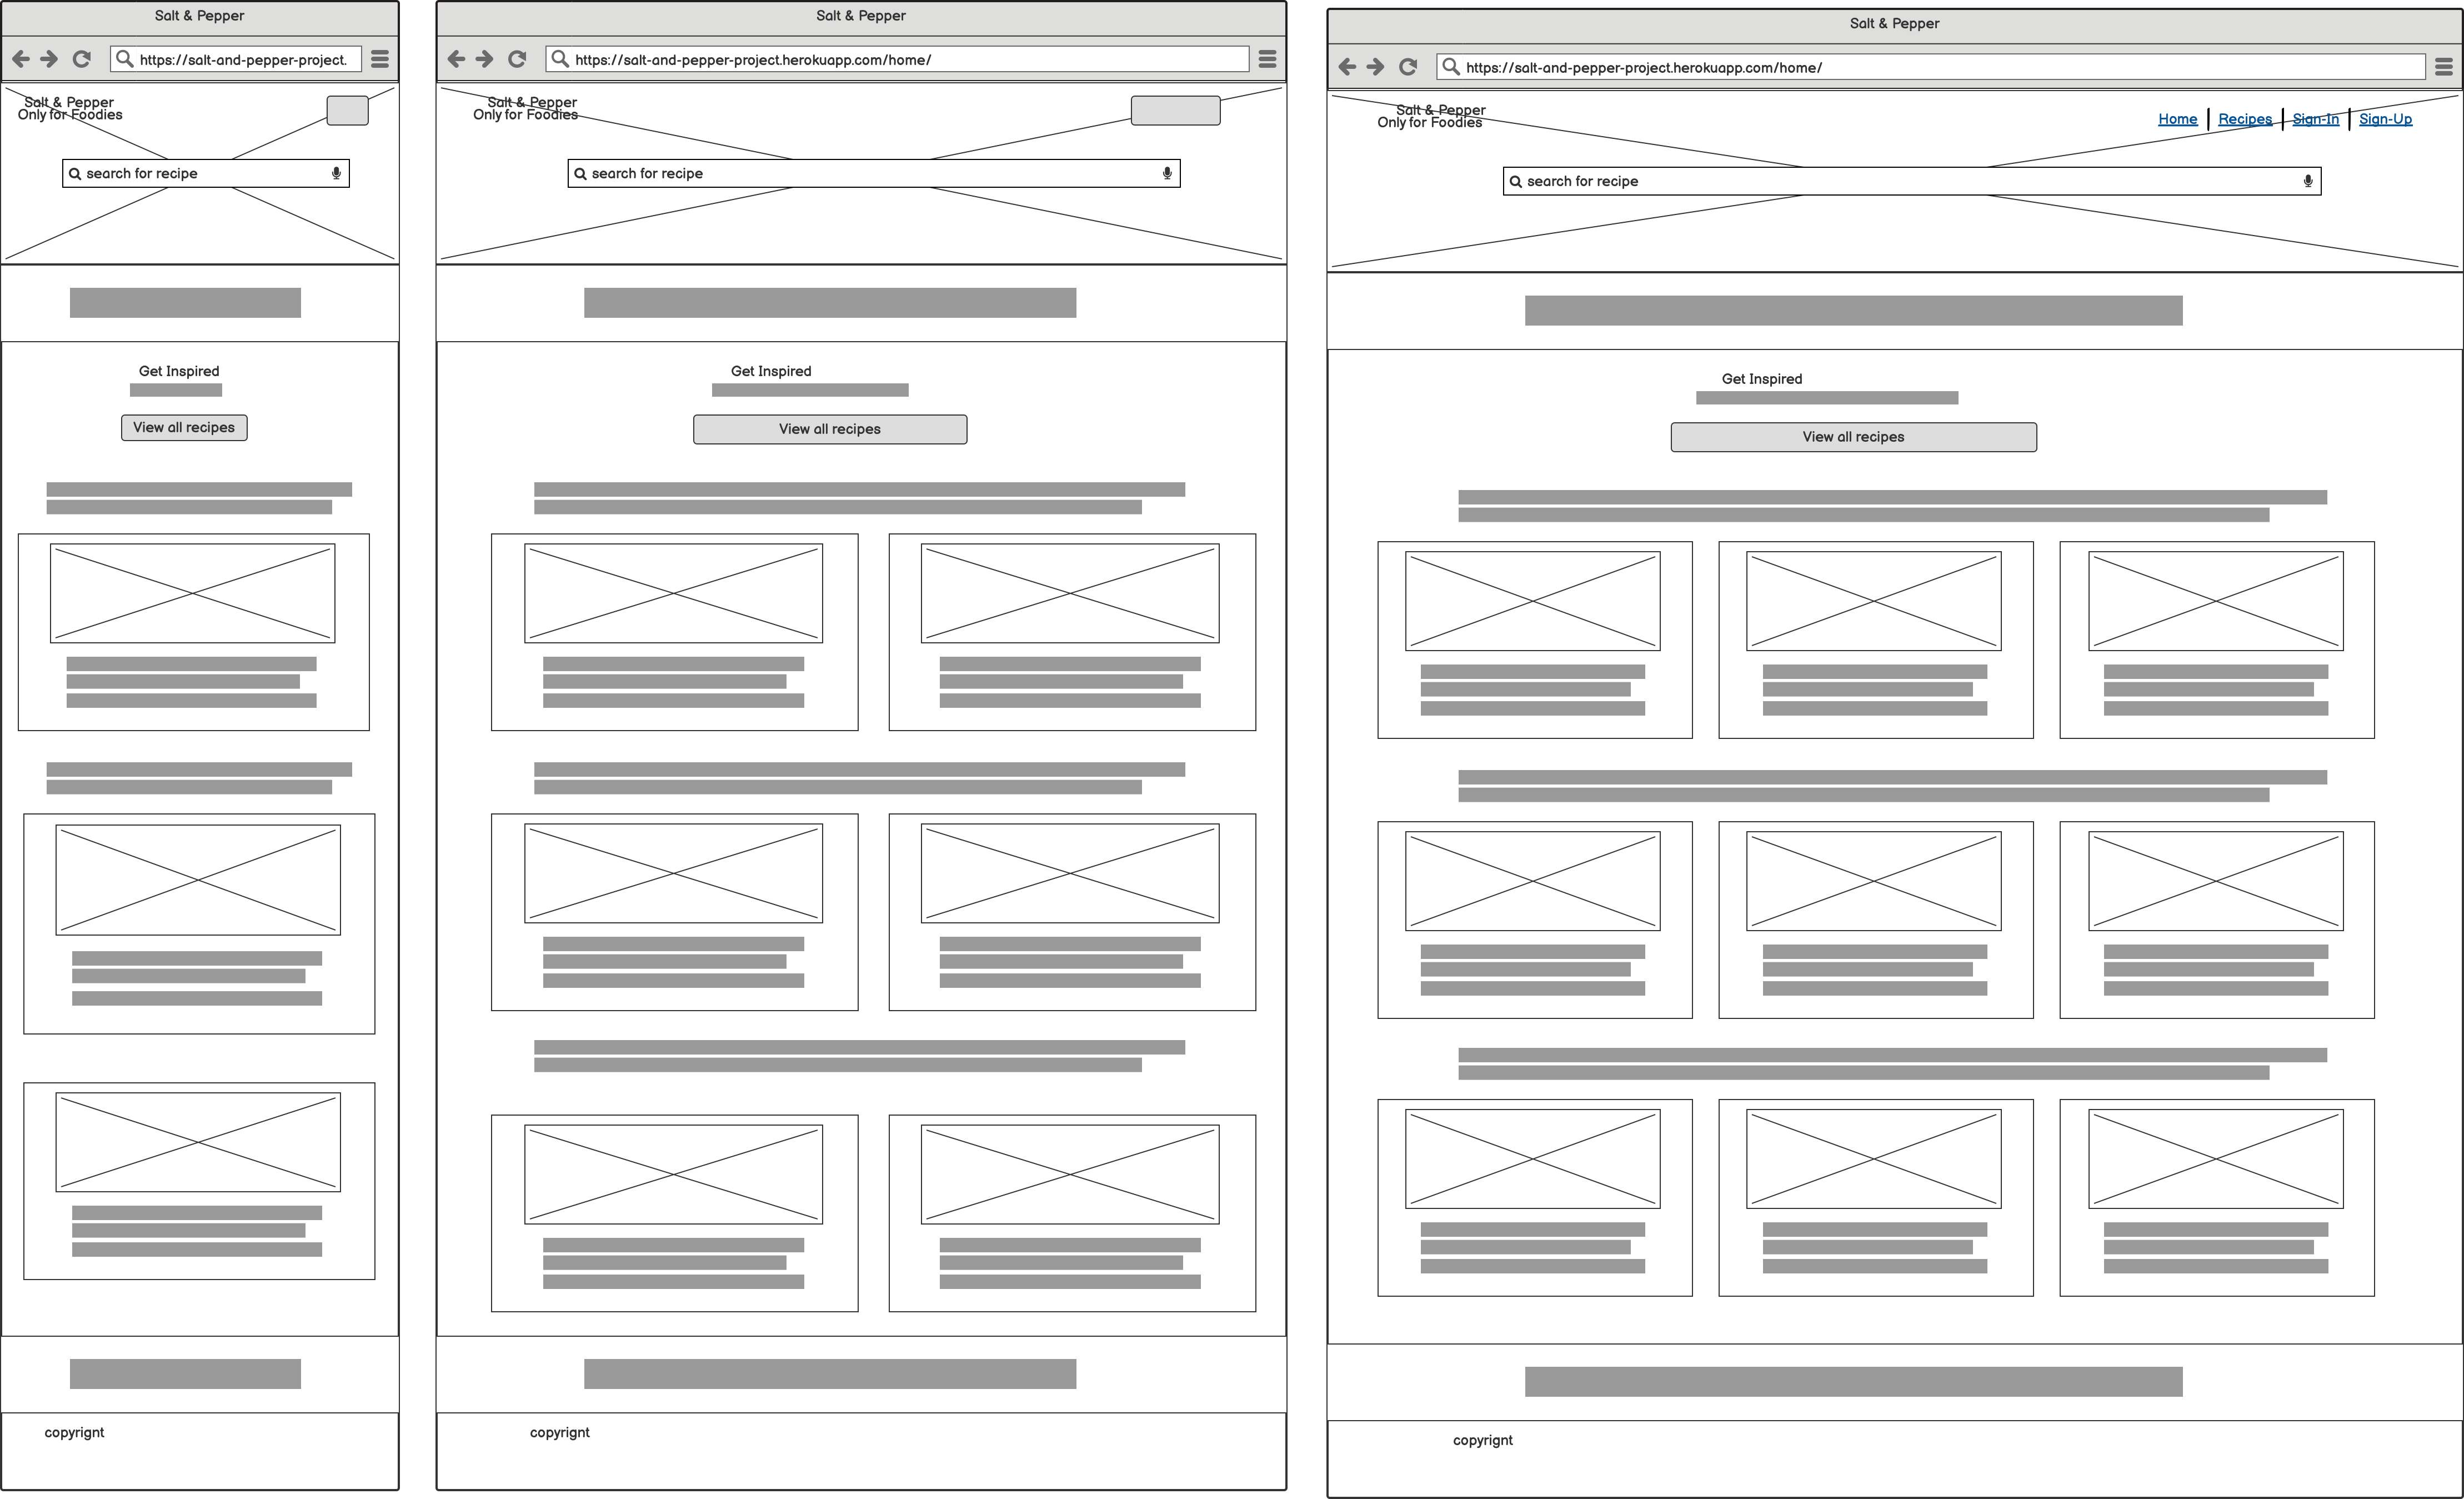 Salt & Pepper
https://salt-and-pepper-project.
Salt & Pepper
Only for Foodies
search for recipe
Get Inspired
View all recipes
copyrignt
Salt & Pepper
https://salt-and-pepper-project.herokuapp.com/home/
Salt & Pepper
Only for Foodies
search for recipe
Get Inspired
View all recipes
copyrignt
Salt & Pepper
https://salt-and-pepper-project.herokuapp.com/home/
Salt & Pepper
Only for Foodies
Home | Recipes | Sign-In | Sign-Up
search for recipe
Get Inspired
View all recipes
copyrignt